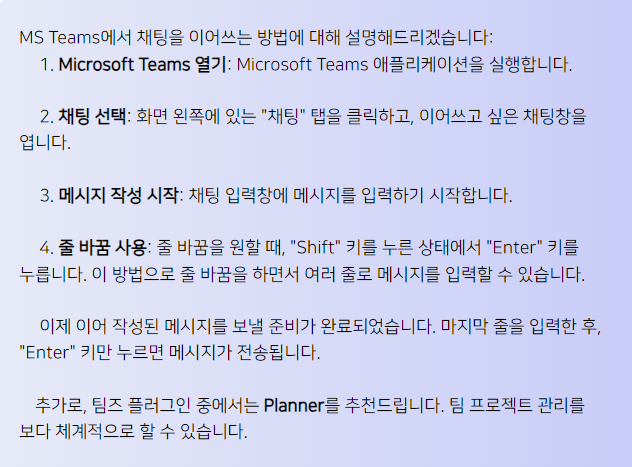 MS Teams에서 채팅을 이어쓰는 방법에 대해 설명해드리겠습니다:
1. Microsoft Teams 열기: Microsoft Teams 애플리케이션을 실행합니다.
2. 채팅 선택: 화면 왼쪽에 있는 "채팅" 탭을 클릭하고, 이어쓰고 싶은 채팅창을
엽니다.
3. 메시지 작성 시작: 채팅 입력창에 메시지를 입력하기 시작합니다.
4. 줄 바꿈 사용: 줄 바꿈을 원할 때, "Shift" 키를 누른 상태에서 "Enter" 키를
누릅니다. 이 방법으로 줄 바꿈을 하면서 여러 줄로 메시지를 입력할 수 있습니다.
이제 이어 작성된 메시지를 보낼 준비가 완료되었습니다. 마지막 줄을 입력한 후,
"Enter" 키만 누르면 메시지가 전송됩니다.
추가로, 팀즈 플러그인 중에서는 Planner를 추천드립니다. 팀 프로젝트 관리를
보다 체계적으로 할 수 있습니다.